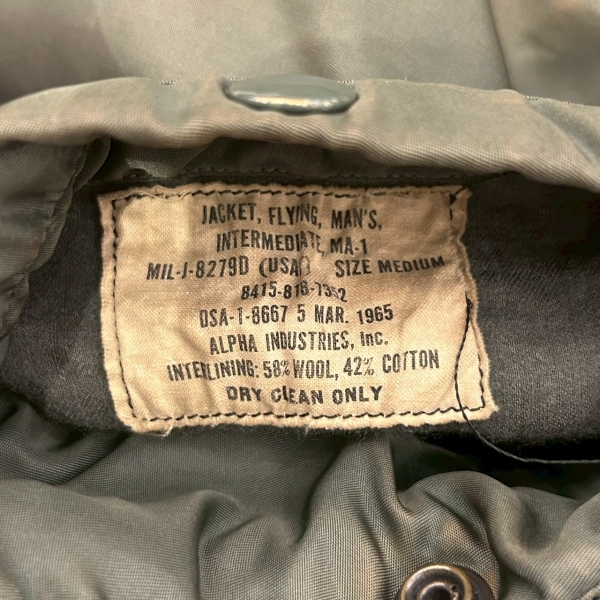 JACKET, FLYING, MAN'S,
INTERMEDIATE, MA-1
MIL-J-8279D (USAF) SIZE MEDIUM
DSA-1-8667 5 MAR. 1965
ALPHA INDUSTRIES, Inc.
INTERLINING: 58% WOOL, 42% COTTON
DRY CLEAN ONLY